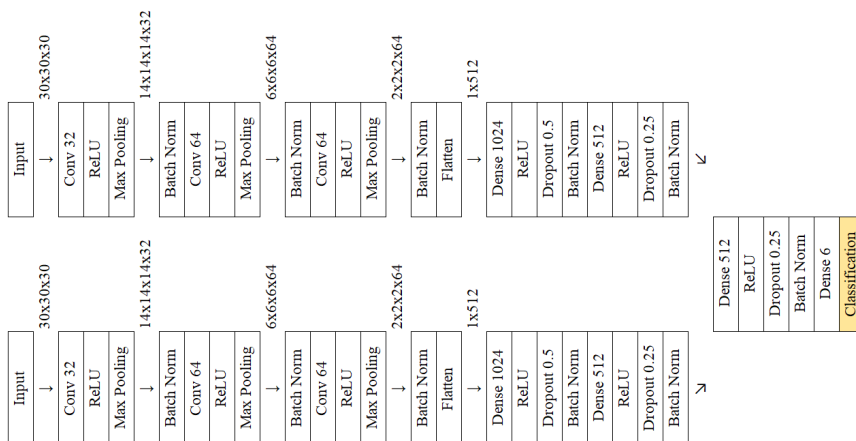 Input
→
30x30x30
Conv 32
ReLU
Max Pooling
→
14x14x14x32
Batch Norm
Conv 64
ReLU
Max Pooling
→
6x6x6x64
Batch Norm
Conv 64
ReLU
Max Pooling
→
2x2x2x64
Batch Norm
Flatten
→
1x512
Dense 1024
ReLU
Dropout 0.5
Batch Norm
Dense 512
ReLU
Dropout 0.25
Batch Norm
↘
Input
→
30x30x30
Conv 32
ReLU
Max Pooling
→
14x14x14x32
Batch Norm
Conv 64
ReLU
Max Pooling
→
6x6x6x64
Batch Norm
Conv 64
ReLU
Max Pooling
→
2x2x2x64
Batch Norm
Flatten
→
1x512
Dense 1024
ReLU
Dropout 0.5
Batch Norm
Dense 512
ReLU
Dropout 0.25
Batch Norm
↗
Dense 512
ReLU
Dropout 0.25
Batch Norm
Dense 6
Classification